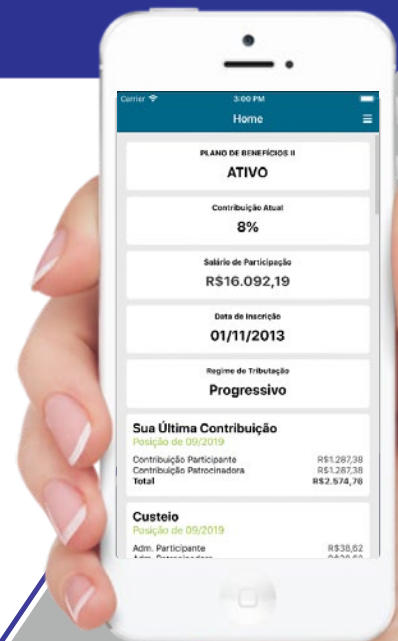 Carrier 3:00 PM
Home
PLANO DE BENEFÍCIOS II
ATIVO
Contribuição Atual
8%
Salário de Participação
R$16.092,19
Data de Inscrição
01/11/2013
Regime de Tributação
Progressivo
Sua Última Contribuição
Posição de 09/2019
Contribuição Participante R$1.287,38
Contribuição Patrocinadora R$1.287,38
Total R$2.574,76
Custeio
Posição de 09/2019
Adm. Participante R$38,62